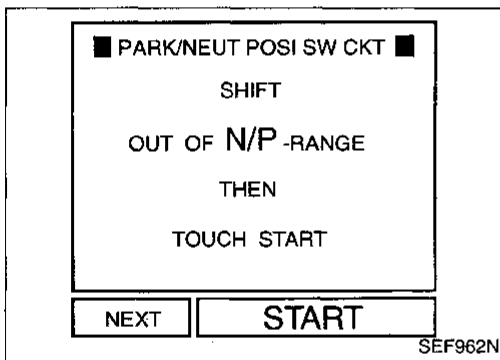 ■ PARK/NEUT POSI SW CKT ■
SHIFT
OUT OF N/P -RANGE
THEN
TOUCH START
NEXT
START
SEF962N